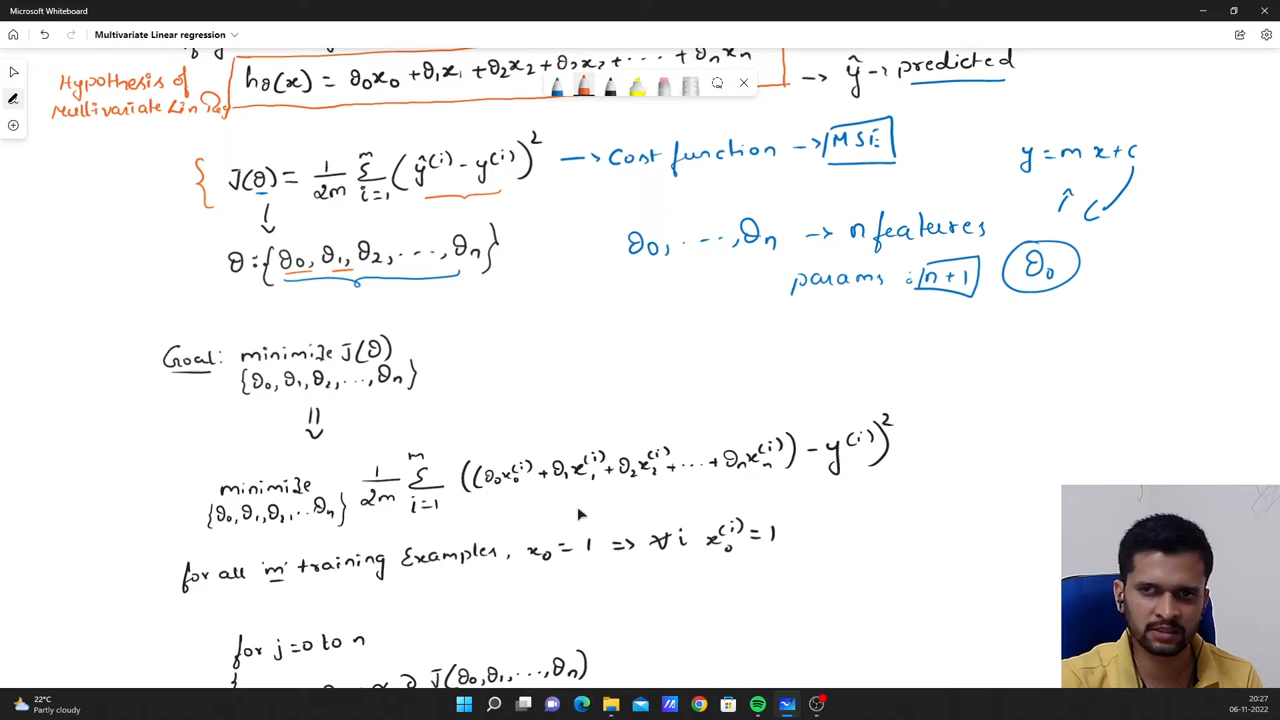 Microsoft Whiteboard
Multivariate Linear regression
Hypothesis of
Multivariate Lin Reg
hθ(x) = θ0x0 + θ1x1 + θ2x2 + θ2x2 + ... + θnxn
→ ŷ → predicted
J(θ) = 1/2m Σ i=1 m (ŷ(i) - y(i))² → Cost function → MSE
y = mx + c
θ : {θ0, θ1, θ2, ..., θn}
θ0, ..., θn → n features
params : n+1
θ0
Goal: minimize J(θ)
{θ0, θ1, θ2, ..., θn}
minimize 1/2m Σ i=1 m ((θ0x0(i) + θ1x1(i) + θ2x2(i) + ... + θnxn(i)) - y(i))²
{θ0, θ1, θ2, ... θn}
for all 'm' training Examples, x0 = 1 => ∀i x0(i) = 1
for j=0 to n
J(θ0, θ1, ..., θn)
22°C
Partly cloudy
20:27
06-11-2022